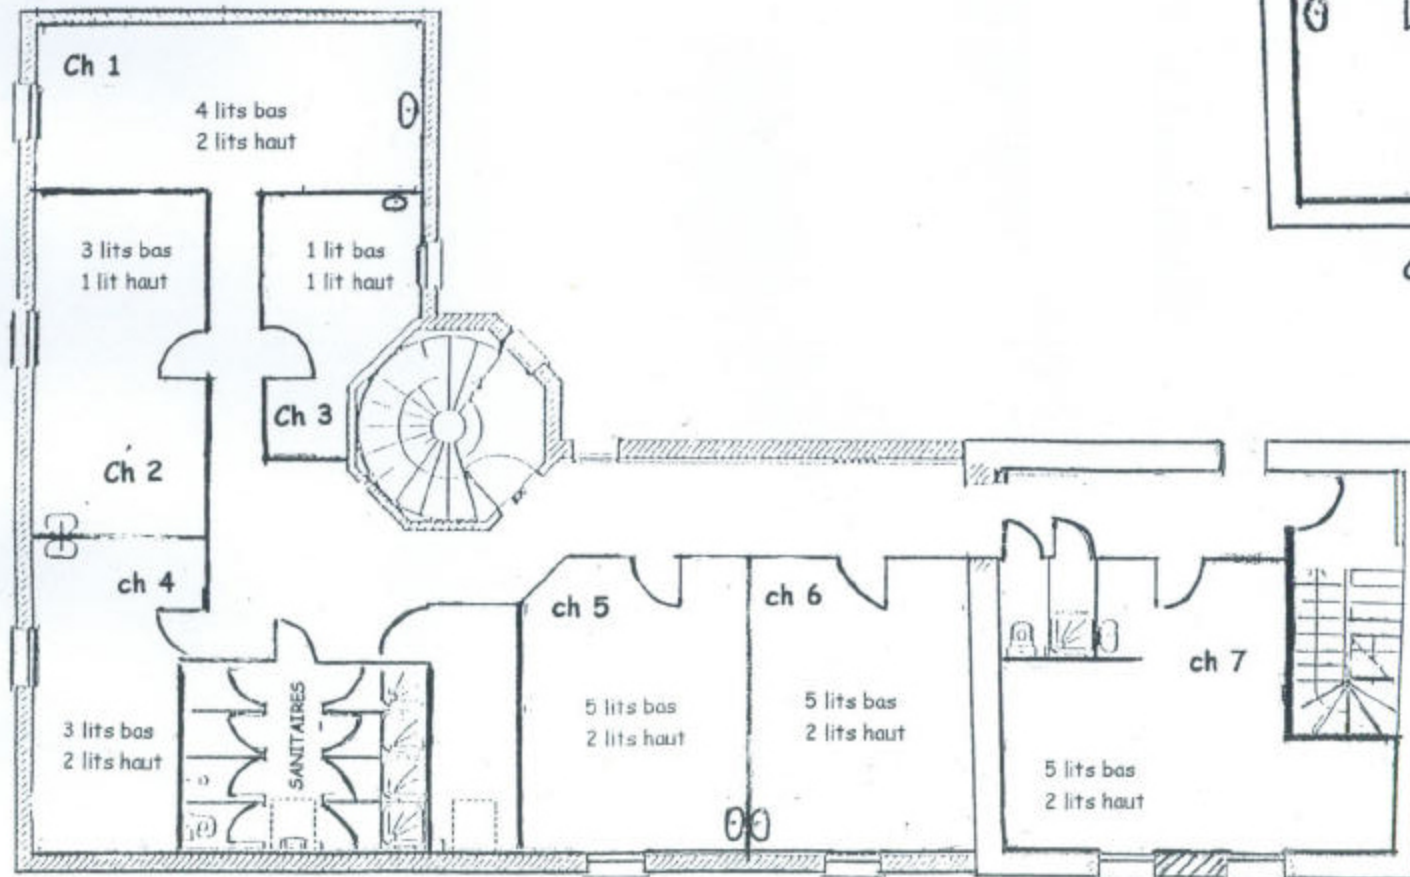 Ch 1
4 lits bas
2 lits haut
3 lits bas
1 lit haut
1 lit bas
1 lit haut
Ch 3
Ch 2
ch 4
ch 5
ch 6
ch 7
3 lits bas
2 lits haut
SANITAIRES
5 lits bas
2 lits haut
5 lits bas
2 lits haut
5 lits bas
2 lits haut